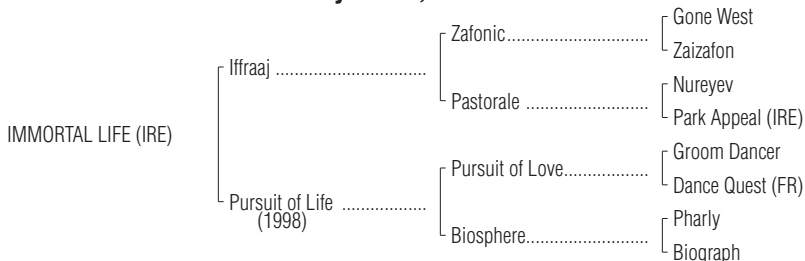 Gone West
Zafonic
Zaizafon
Iffraaj
Nureyev
Pastorale
Park Appeal (IRE)
IMMORTAL LIFE (IRE)
Groom Dancer
Pursuit of Love
Dance Quest (FR)
Pursuit of Life
(1998)
Pharly
Biosphere
Biograph